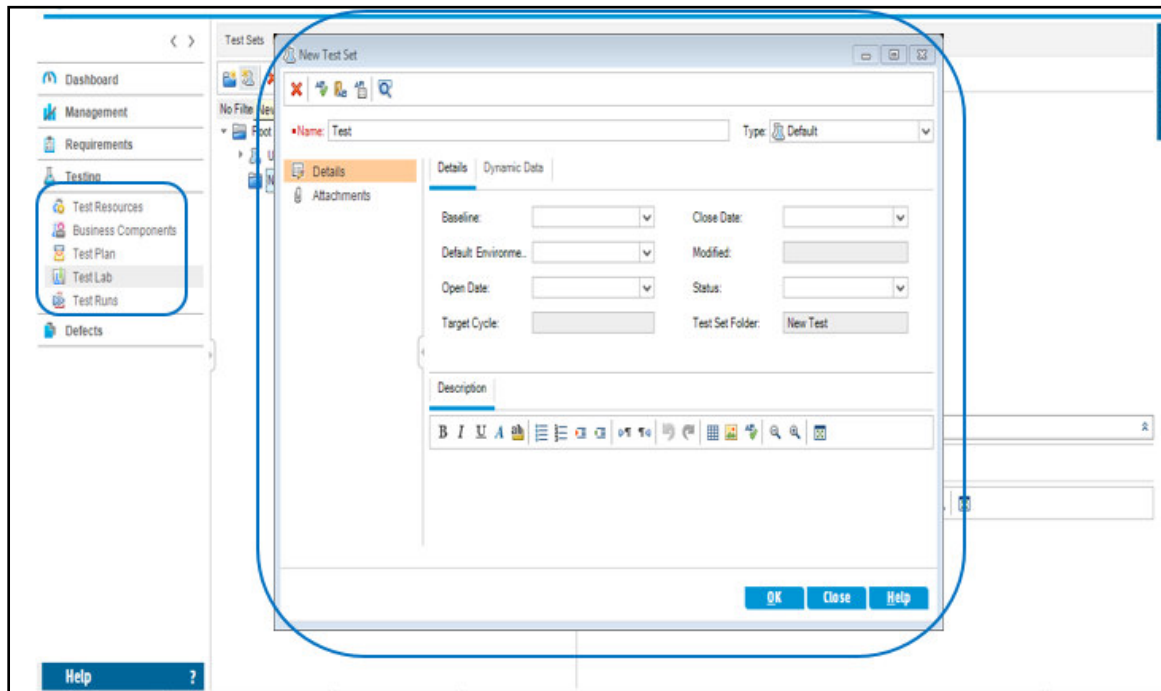 Test Sets
New Test Set
Dashboard
Management
Requirements
Testing
Test Resources
Business Components
Test Plan
Test Lab
Test Runs
Defects
Help ?
No Filte
Name: Test
Type: Default
Details
Attachments
Details Dynamic Data
Baseline: Close Date:
Default Environme.. Modified:
Open Date: Status:
Target Cycle: Test Set Folder: New Test
Description
B I U A ab
OK Close Help